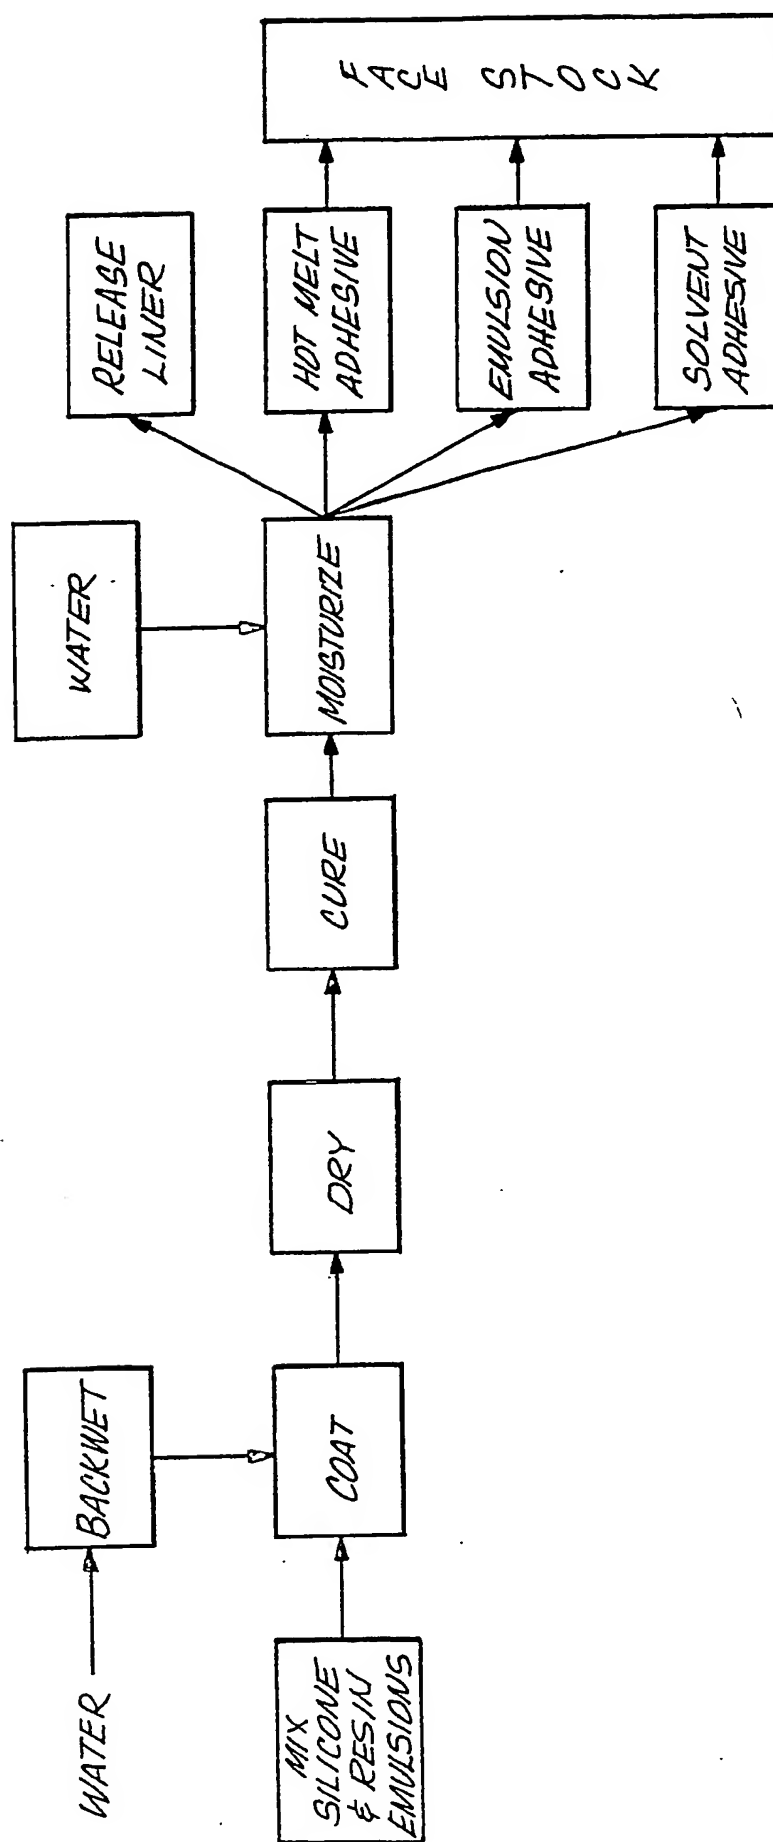 WATER
BACKWET
MIX
SILICONE
& RESIN
EMULSIONS
COAT
DRY
CURE
WATER
MOISTURIZE
RELEASE
LINER
HOT MELT
ADHESIVE
EMULSION
ADHESIVE
SOLVENT
ADHESIVE
FACE STOCK